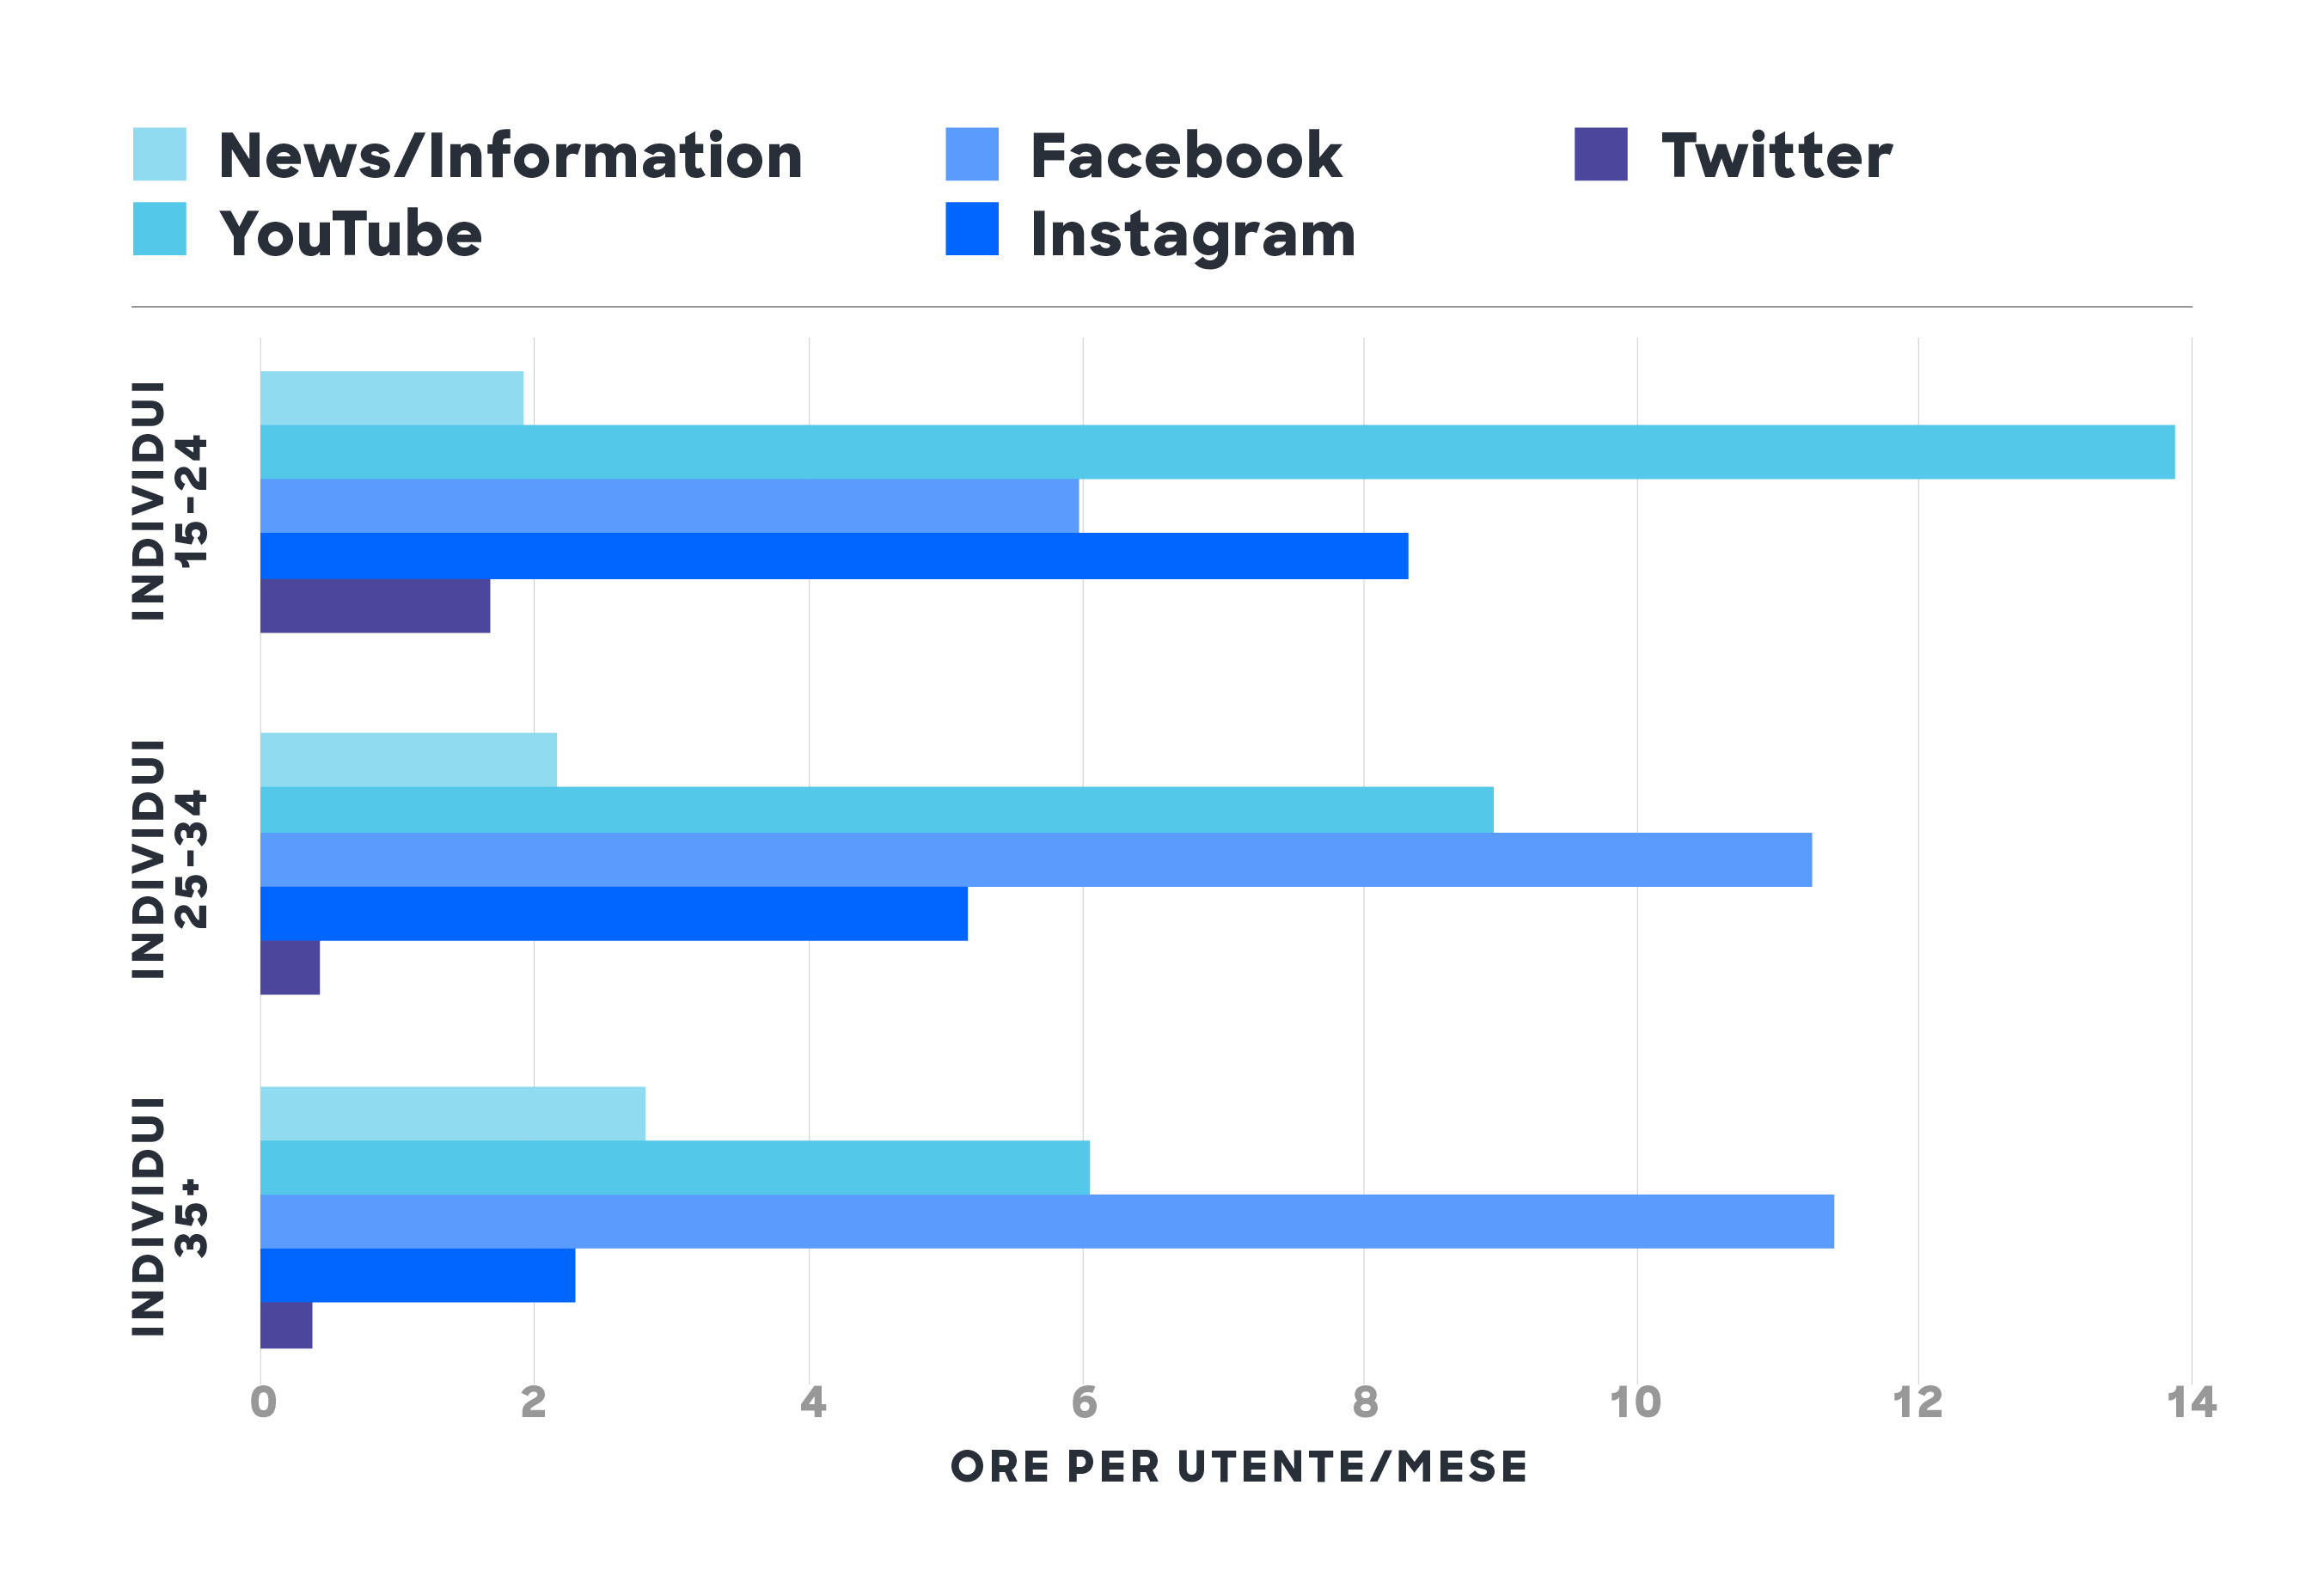 News/Information
Facebook
Twitter
YouTube
Instagram
INDIVIDUI
15-24
INDIVIDUI
25-34
INDIVIDUI
35+
0 2 4 6 8 10 12 14
ORE PER UTENTE/MESE